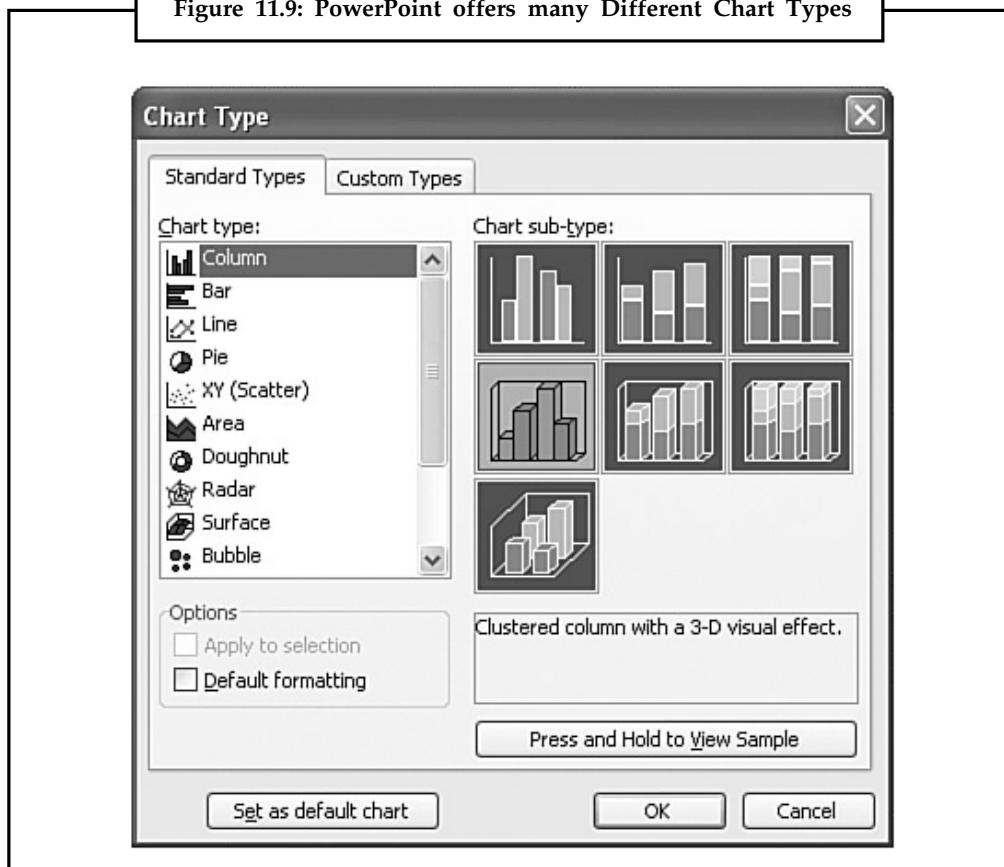 Figure 11.9: PowerPoint offers many Different Chart Types
Chart Type
Standard Types
Custom Types
Chart type:
Column
Bar
Line
Pie
XY (Scatter)
Area
Doughnut
Radar
Surface
Bubble
Chart sub-type:
Clustered column with a 3-D visual effect.
Options
Apply to selection
Default formatting
Press and Hold to View Sample
Set as default chart
OK
Cancel